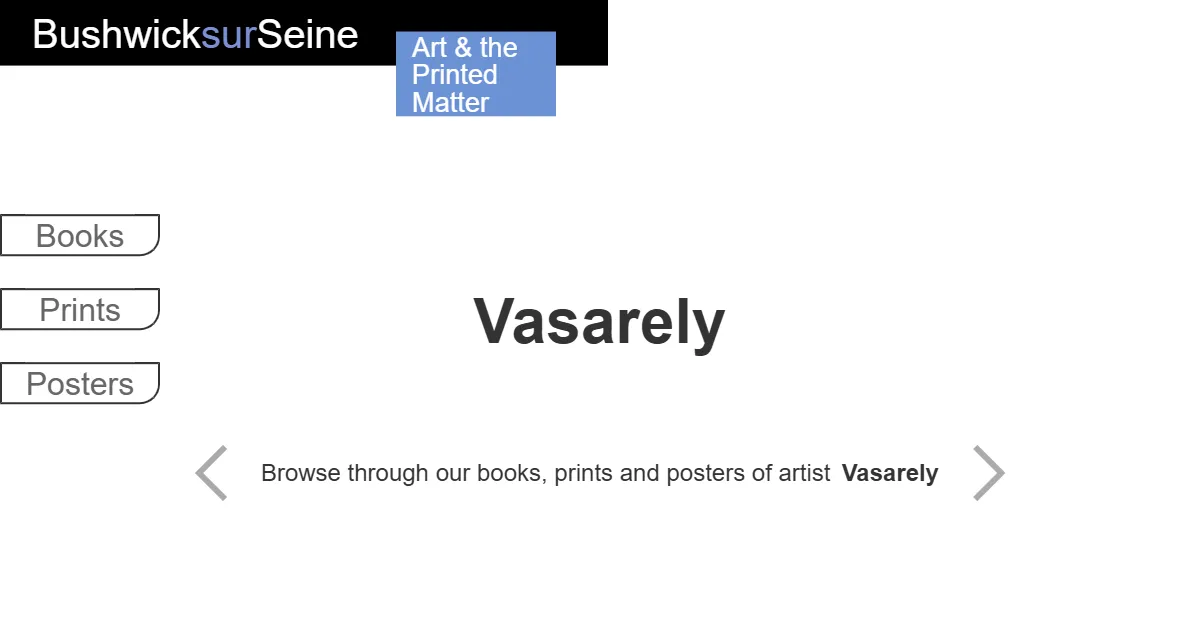 BushwicksurSeine
Art & the
Printed
Matter
Books
Prints
Posters
Vasarely
Browse through our books, prints and posters of artist Vasarely